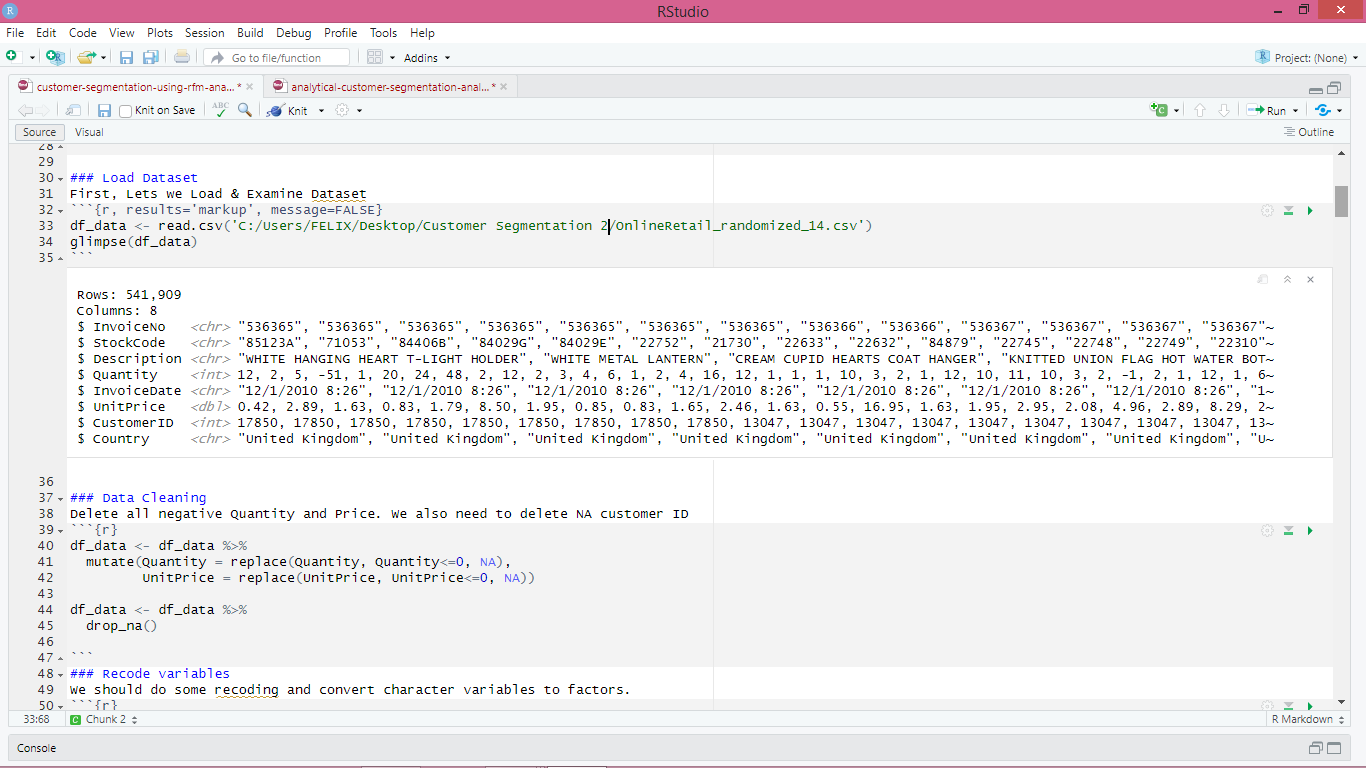 RStudio
File Edit Code View Plots Session Build Debug Profile Tools Help
Go to file/function Addins Project: (None)
customer-segmentation-using-rfm-ana...* analytical-customer-segmentation-anal...*
Knit on Save ABC Knit Run
Source Visual Outline
28
29
30 ### Load Dataset
31 First, Lets we Load & Examine Dataset
32 ```{r, results='markup', message=FALSE}
33 df_data <- read.csv('C:/Users/FELIX/Desktop/Customer Segmentation 2/OnlineRetail_randomized_14.csv')
34 glimpse(df_data)
35 ```
Rows: 541,909
Columns: 8
$ InvoiceNo <chr> "536365", "536365", "536365", "536365", "536365", "536365", "536365", "536366", "536366", "536367", "536367", "536367", "536367"~
$ StockCode <chr> "85123A", "71053", "84406B", "84029G", "84029E", "22752", "21730", "22633", "22632", "84879", "22745", "22748", "22749", "22310"~
$ Description <chr> "WHITE HANGING HEART T-LIGHT HOLDER", "WHITE METAL LANTERN", "CREAM CUPID HEARTS COAT HANGER", "KNITTED UNION FLAG HOT WATER BOT~
$ Quantity <int> 12, 2, 5, -51, 1, 20, 24, 48, 2, 12, 2, 3, 4, 6, 1, 2, 4, 16, 12, 1, 1, 1, 10, 3, 2, 1, 12, 10, 11, 10, 3, 2, -1, 2, 1, 12, 1, 6~
$ InvoiceDate <chr> "12/1/2010 8:26", "12/1/2010 8:26", "12/1/2010 8:26", "12/1/2010 8:26", "12/1/2010 8:26", "12/1/2010 8:26", "12/1/2010 8:26", "1~
$ UnitPrice <dbl> 0.42, 2.89, 1.63, 0.83, 1.79, 8.50, 1.95, 0.85, 0.83, 1.65, 2.46, 1.63, 0.55, 16.95, 1.63, 1.95, 2.95, 2.08, 4.96, 2.89, 8.29, 2~
$ CustomerID <int> 17850, 17850, 17850, 17850, 17850, 17850, 17850, 17850, 17850, 13047, 13047, 13047, 13047, 13047, 13047, 13047, 13047, 13047, 13~
$ Country <chr> "United Kingdom", "United Kingdom", "United Kingdom", "United Kingdom", "United Kingdom", "United Kingdom", "United Kingdom", "U~
36
37 ### Data Cleaning
38 Delete all negative Quantity and Price. We also need to delete NA customer ID
39 ```{r}
40 df_data <- df_data %>%
41 mutate(Quantity = replace(Quantity, Quantity<=0, NA),
42 UnitPrice = replace(UnitPrice, UnitPrice<=0, NA))
43
44 df_data <- df_data %>%
45 drop_na()
46
47 ```
48 ### Recode variables
49 We should do some recoding and convert character variables to factors.
50 ```{r}
33:68 C Chunk 2 R Markdown
Console